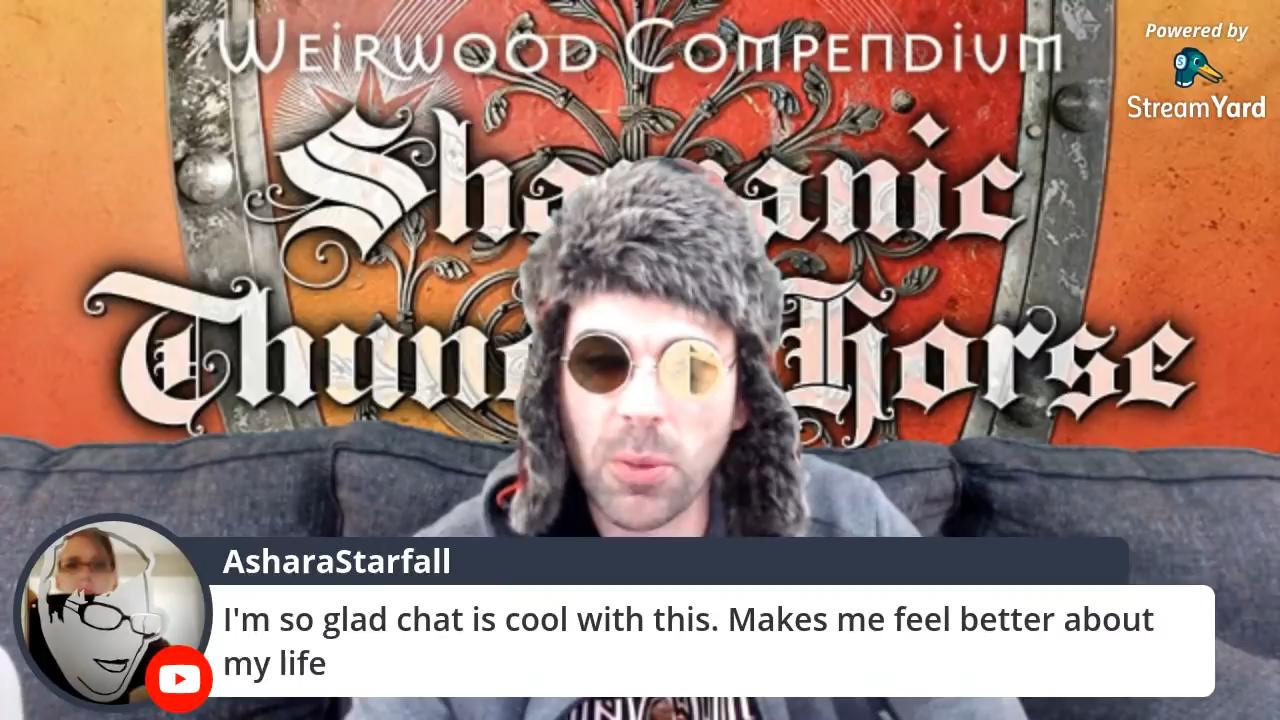 WEIRWOOD COMPENDIUM
Powered by
StreamYard
Horse
AsharaStarfall
I'm so glad chat is cool with this. Makes me feel better about
my life